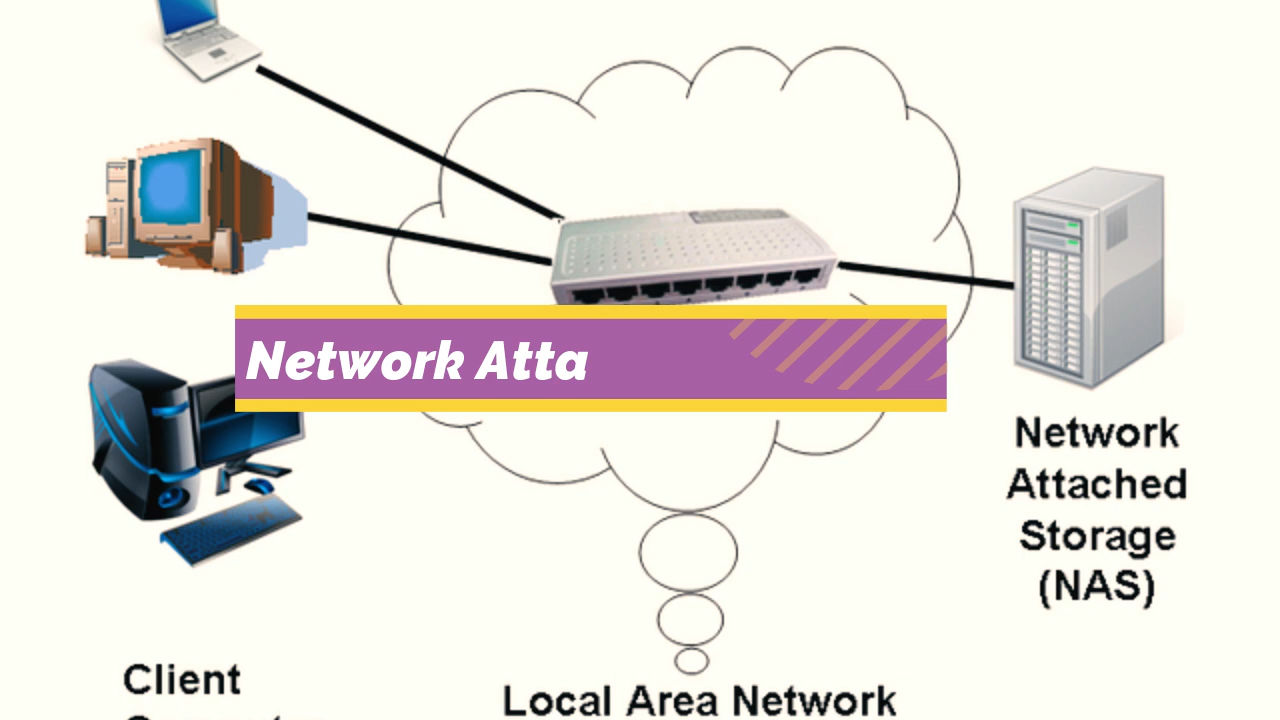 Network Atta
Network
Attached
Storage
(NAS)
Client
Local Area Network